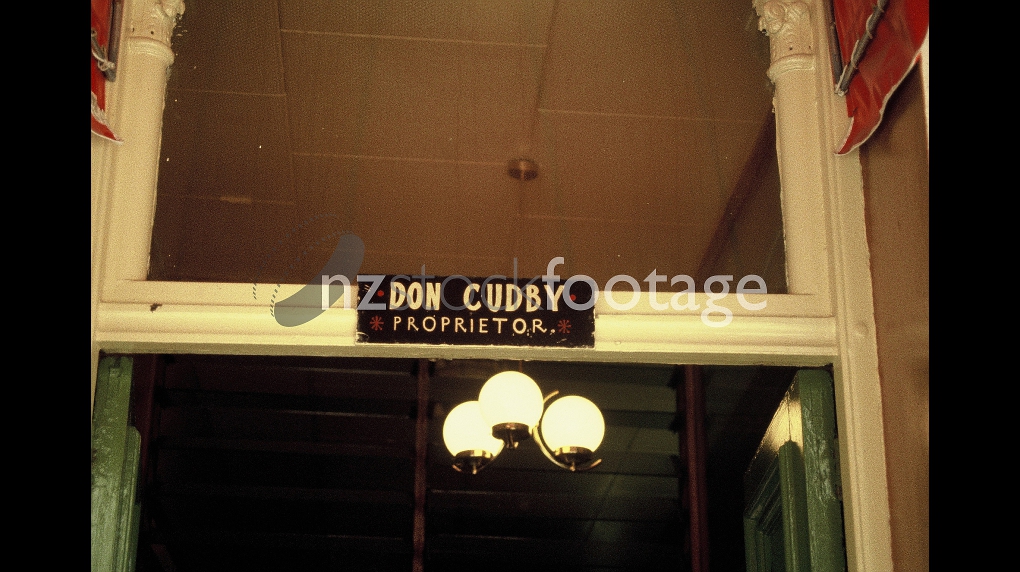 DON CUDBY
PROPRIETOR.
nzstockfootage